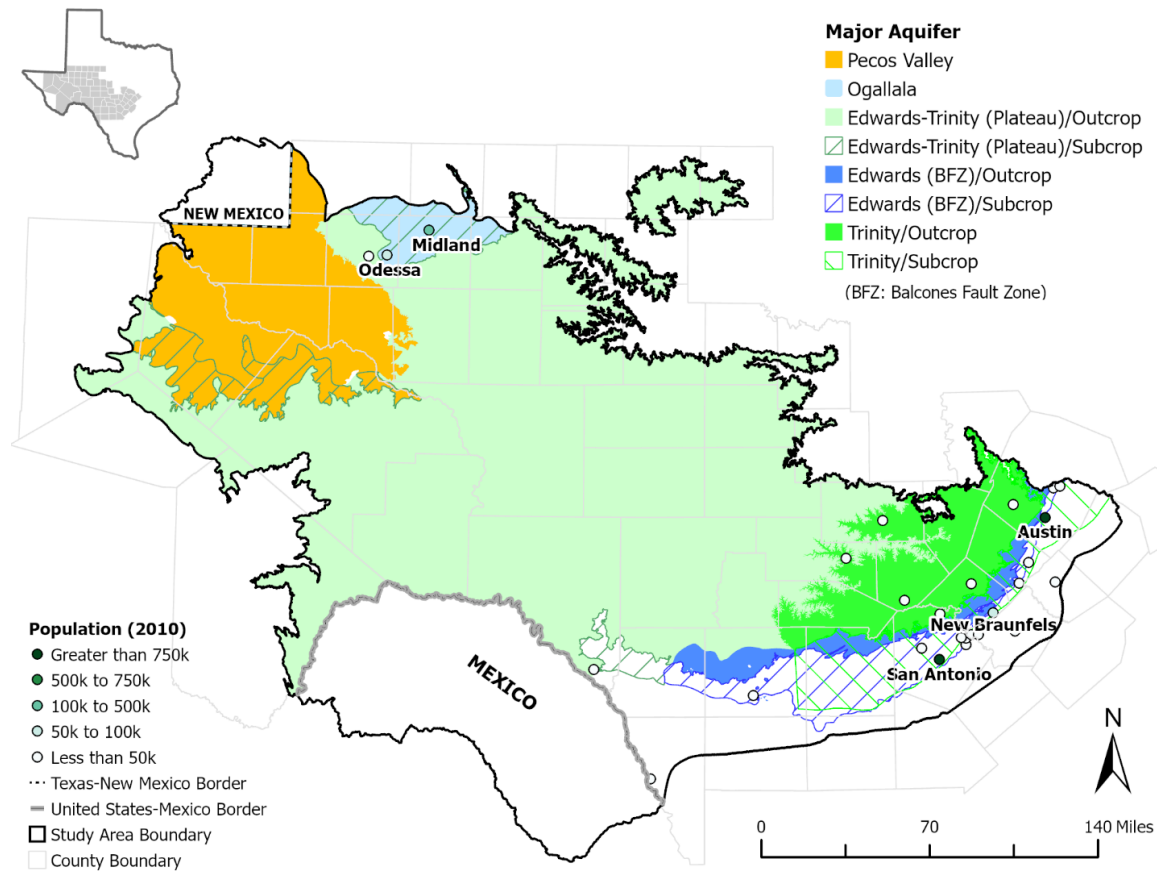 Major Aquifer
Pecos Valley
Ogallala
Edwards-Trinity (Plateau)/Outcrop
Edwards-Trinity (Plateau)/Subcrop
Edwards (BFZ)/Outcrop
Edwards (BFZ)/Subcrop
Trinity/Outcrop
Trinity/Subcrop
(BFZ: Balcones Fault Zone)
NEW MEXICO
Midland
Odessa
Austin
New Braunfels
San Antonio
MEXICO
Population (2010)
Greater than 750k
500k to 750k
100k to 500k
50k to 100k
Less than 50k
Texas-New Mexico Border
United States-Mexico Border
Study Area Boundary
County Boundary
N
0 70 140 Miles